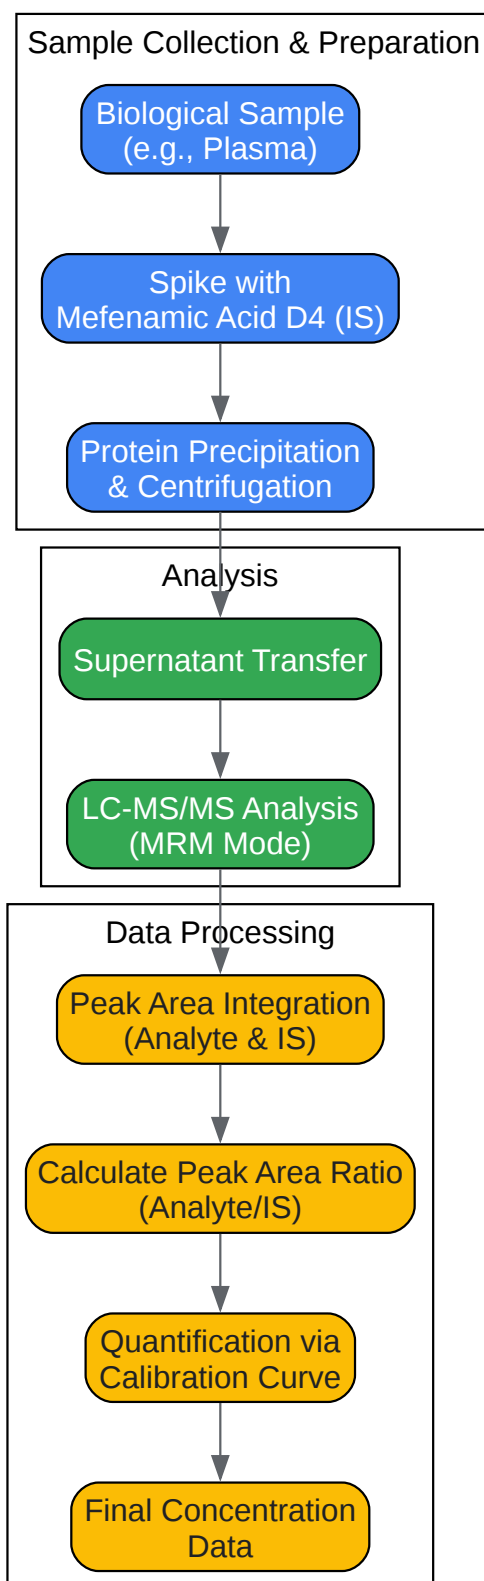 Sample Collection & Preparation
Biological Sample
(e.g., Plasma)
Spike with
Mefenamic Acid D4 (IS)
Protein Precipitation
& Centrifugation
Analysis
Supernatant Transfer
LC-MS/MS Analysis
(MRM Mode)
Data Processing
Peak Area Integration
(Analyte & IS)
Calculate Peak Area Ratio
(Analyte/IS)
Quantification via
Calibration Curve
Final Concentration
Data